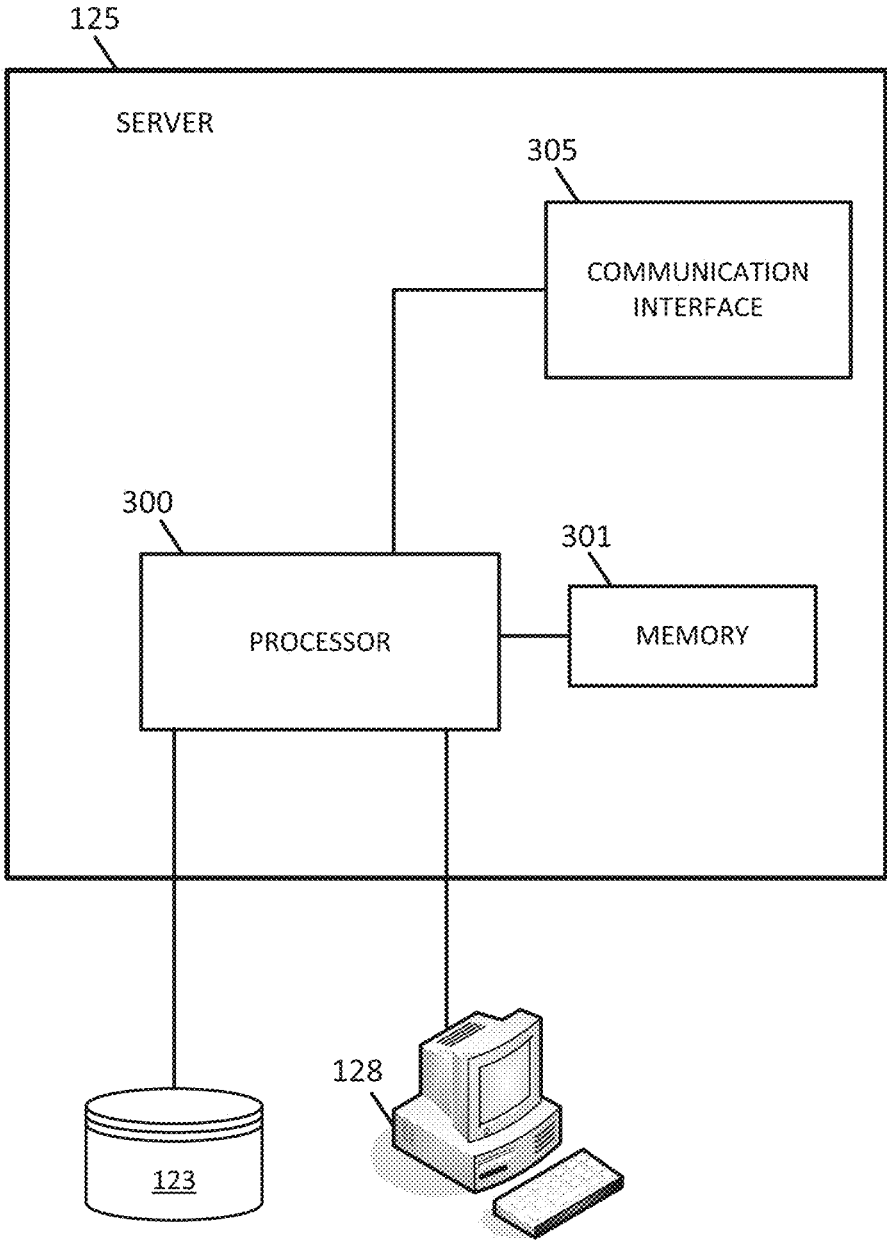 125
SERVER
305
COMMUNICATION
INTERFACE
300
301
PROCESSOR
MEMORY
128
123